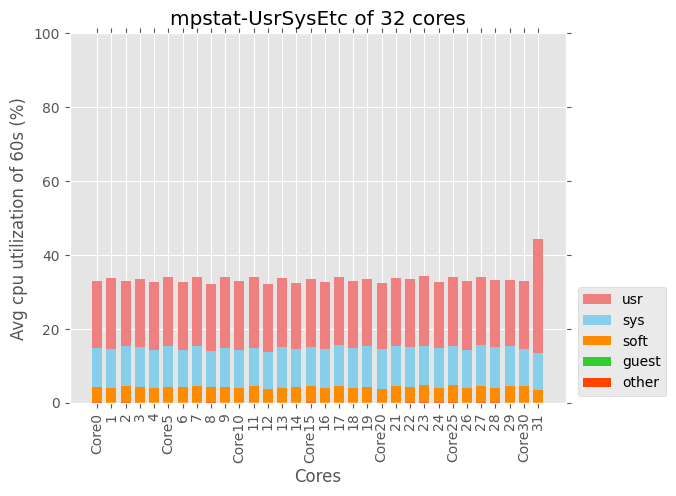 mpstat-UsrSysEtc of 32 cores
Avg cpu utilization of 60s (%)
100
80
60
40
20
0
Core0
1
2
3
4
Core5
6
7
8
9
Core10
11
12
13
14
Core15
16
17
18
19
Core20
21
22
23
24
Core25
26
27
28
29
Core30
31
Cores
usr
sys
soft
guest
other